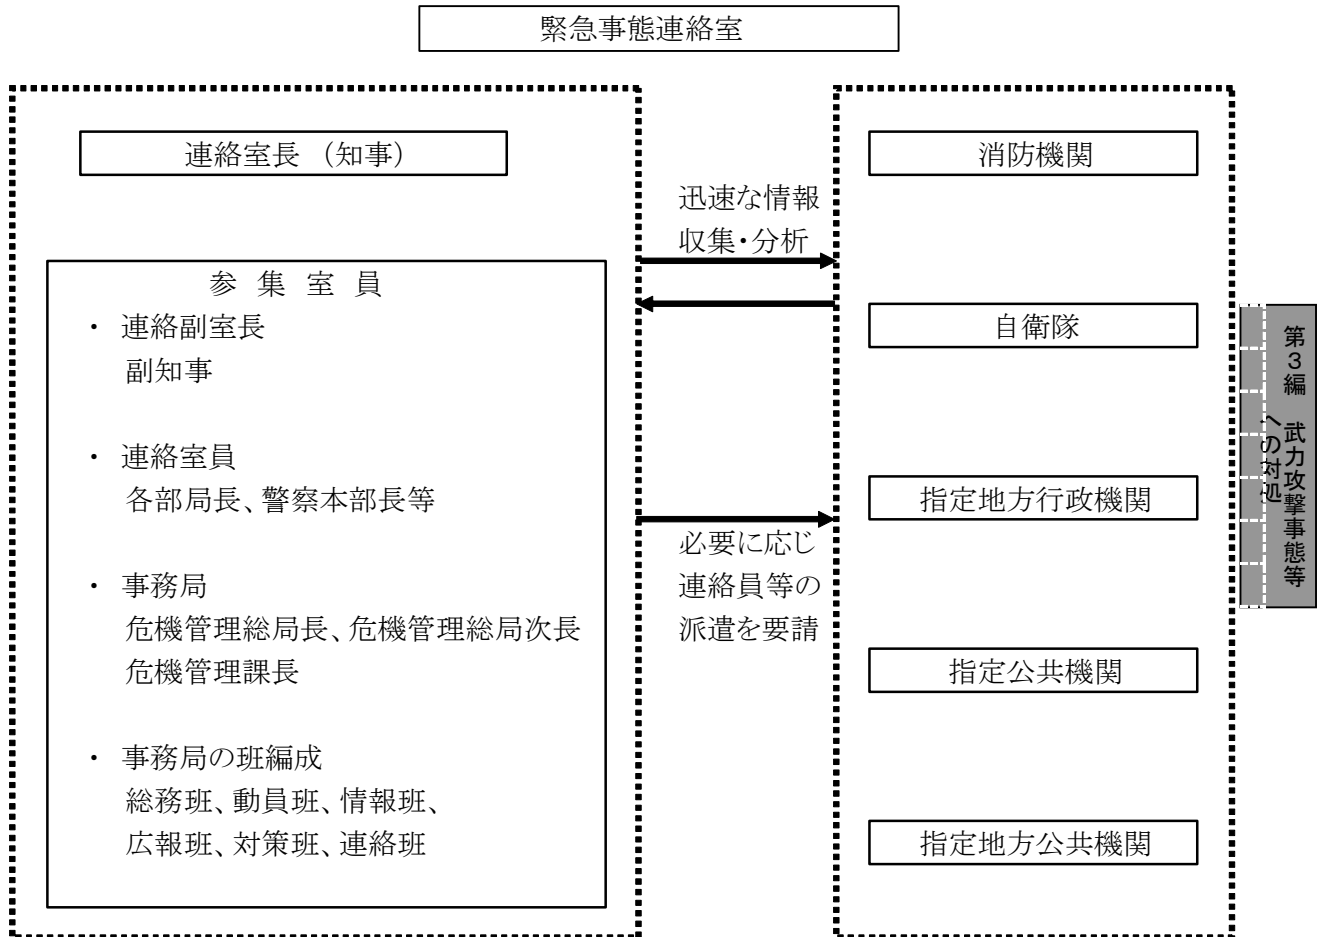 緊急事態連絡室
連絡室長 (知事)
参 集 室 員
・ 連絡副室長
副知事
・ 連絡室員
各部局長、警察本部長等
・ 事務局
危機管理総局長、危機管理総局次長
危機管理課長
・ 事務局の班編成
総務班、動員班、情報班、
広報班、対策班、連絡班
迅速な情報
収集・分析
必要に応じ
連絡員等の
派遣を要請
消防機関
自衛隊
指定地方行政機関
指定公共機関
指定地方公共機関
第3編 武力攻撃事態等
への対処